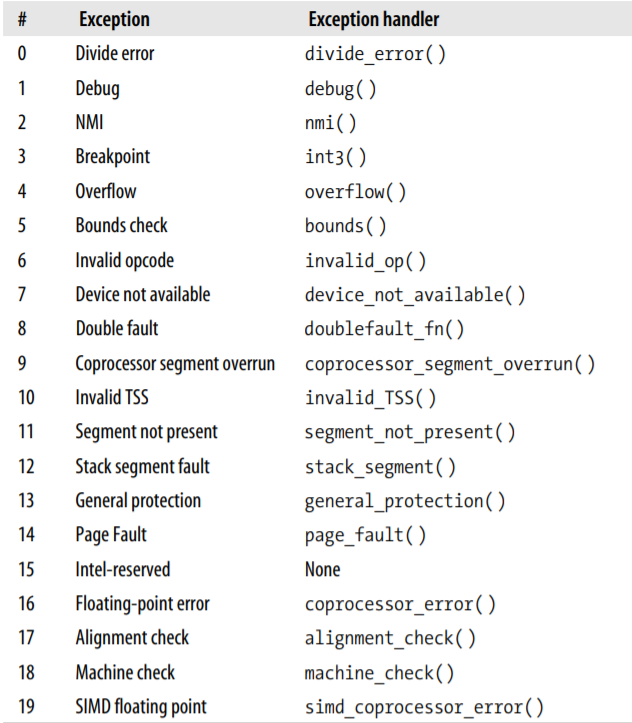 # Exception Exception handler
0 Divide error divide_error( )
1 Debug debug( )
2 NMI nmi( )
3 Breakpoint int3( )
4 Overflow overflow( )
5 Bounds check bounds( )
6 Invalid opcode invalid_op( )
7 Device not available device_not_available( )
8 Double fault doublefault_fn()
9 Coprocessor segment overrun coprocessor_segment_overrun( )
10 Invalid TSS invalid_TSS( )
11 Segment not present segment_not_present( )
12 Stack segment fault stack_segment( )
13 General protection general_protection( )
14 Page Fault page_fault( )
15 Intel-reserved None
16 Floating-point error coprocessor_error( )
17 Alignment check alignment_check( )
18 Machine check machine_check( )
19 SIMD floating point simd_coprocessor_error( )